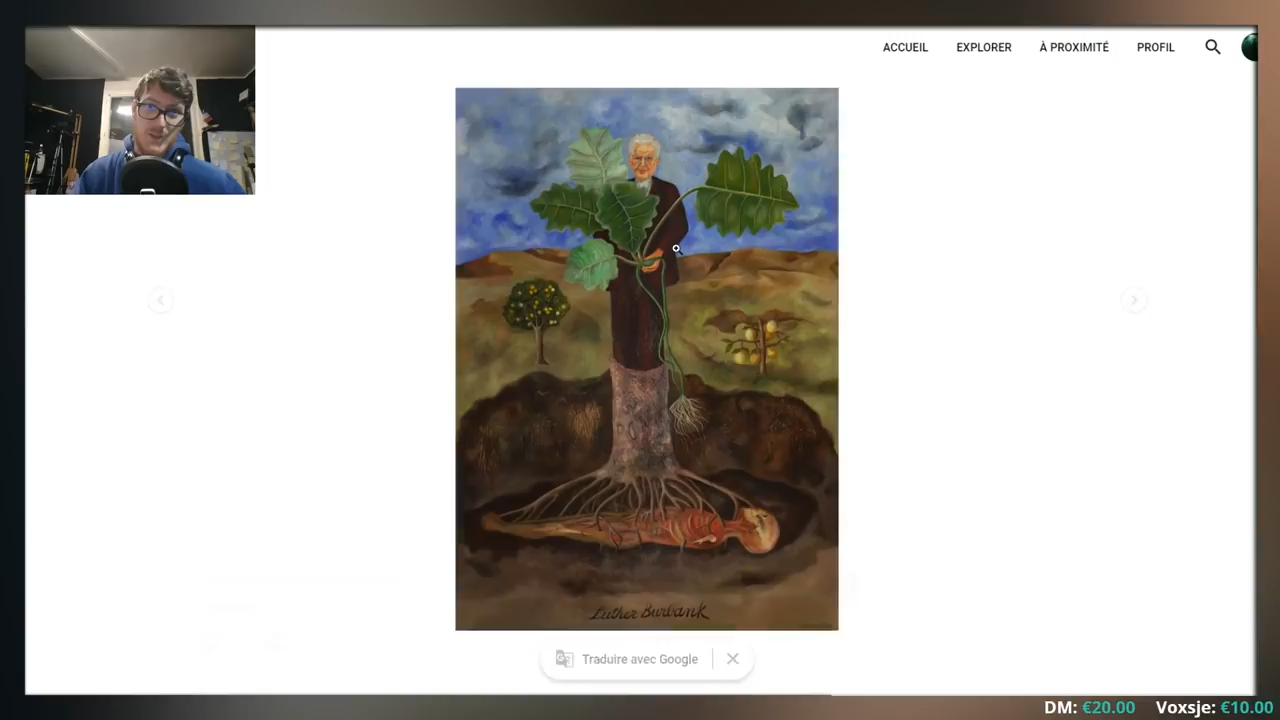 ACCUEIL EXPLORER À PROXIMITÉ PROFIL
Luther Burbank
Traduire avec Google
DM: €20.00 Voxsje: €10.00